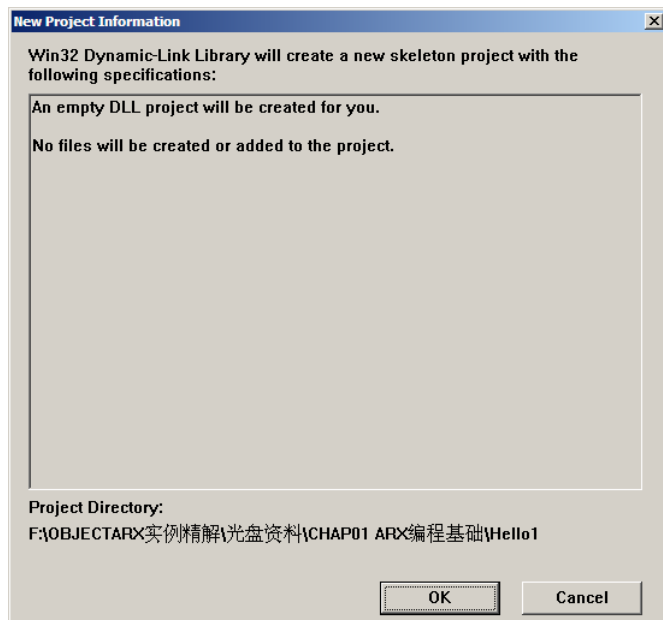 New Project Information
Win32 Dynamic-Link Library will create a new skeleton project with the
following specifications:
An empty DLL project will be created for you.
No files will be created or added to the project.
Project Directory:
F:\OBJECTARX实例精解\光盘资料\CHAP01 ARX编程基础\Hello1
OK
Cancel